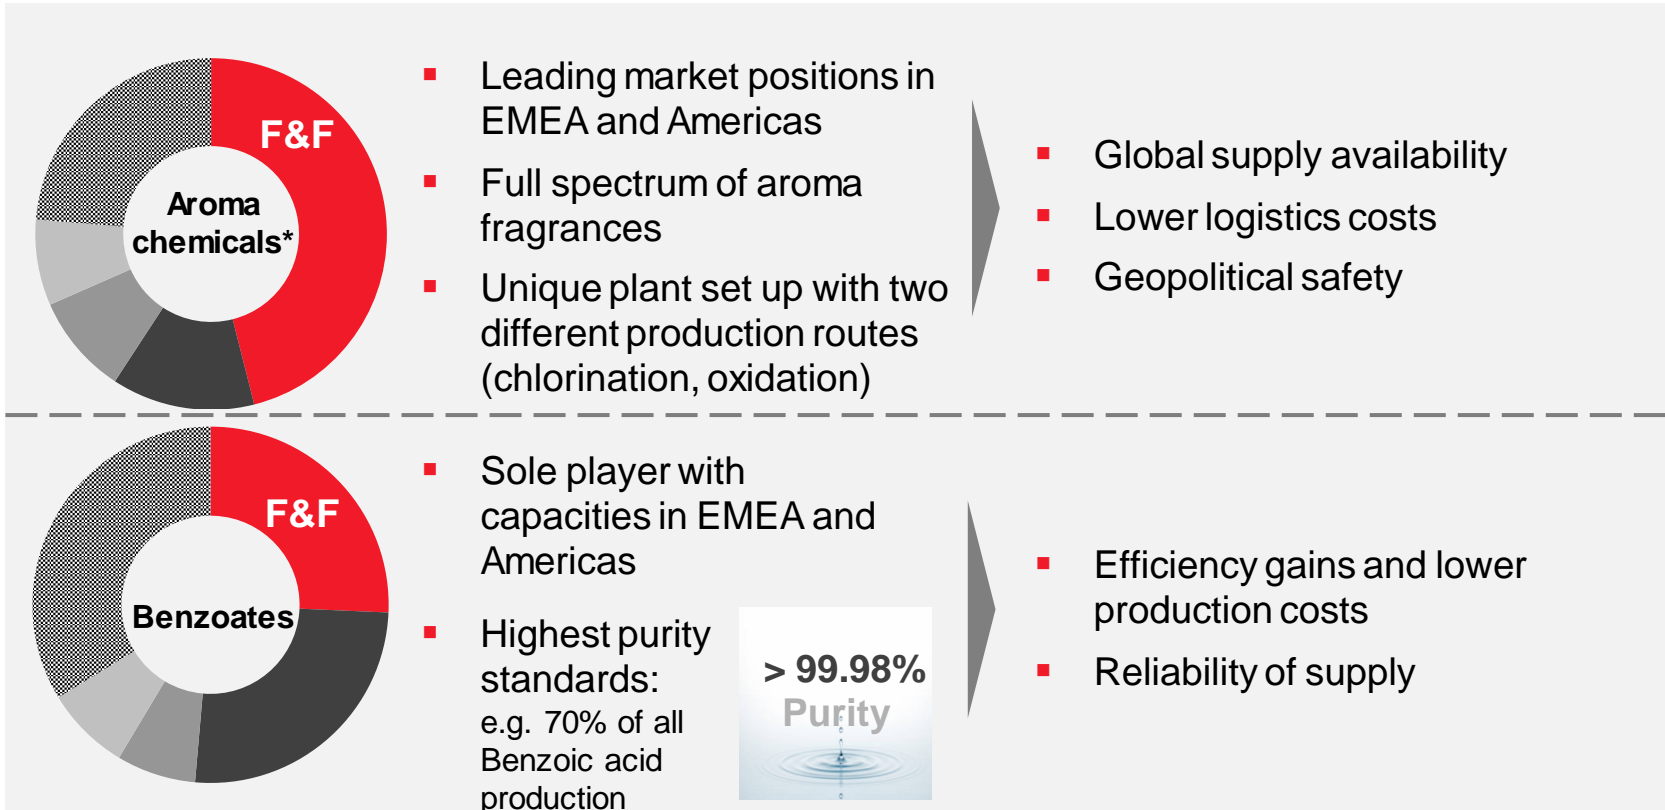 F&F
Aroma
chemicals*
▪ Leading market positions in
EMEA and Americas
▪ Full spectrum of aroma
fragrances
▪ Unique plant set up with two
different production routes
(chlorination, oxidation)
▪ Global supply availability
▪ Lower logistics costs
▪ Geopolitical safety
F&F
Benzoates
▪ Sole player with
capacities in EMEA and
Americas
▪ Highest purity
standards:
e.g. 70% of all
Benzoic acid
production
> 99.98%
Purity
▪ Efficiency gains and lower
production costs
▪ Reliability of supply